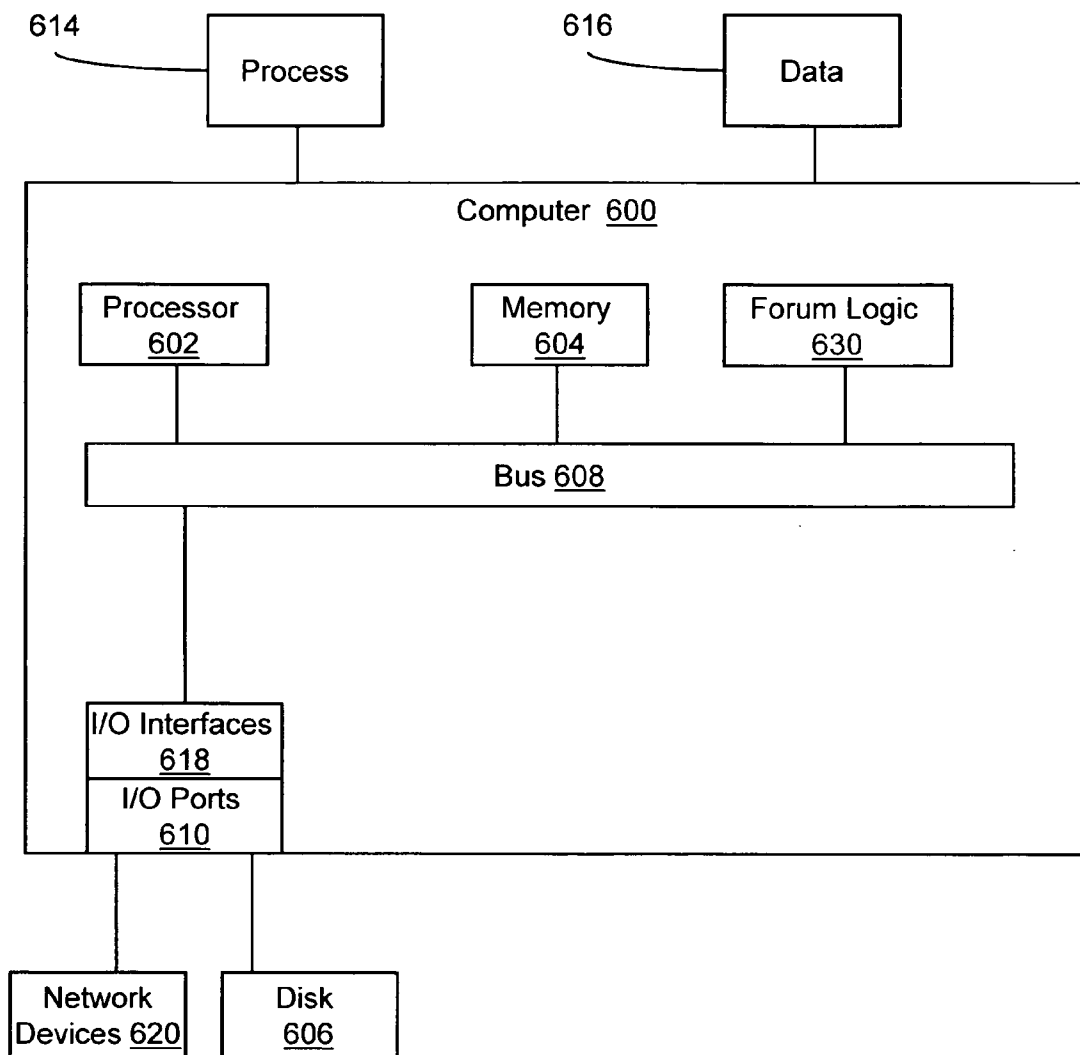 614
Process
616
Data
Computer 600
Processor
602
Memory
604
Forum Logic
630
Bus 608
I/O Interfaces
618
I/O Ports
610
Network
Devices 620
Disk
606